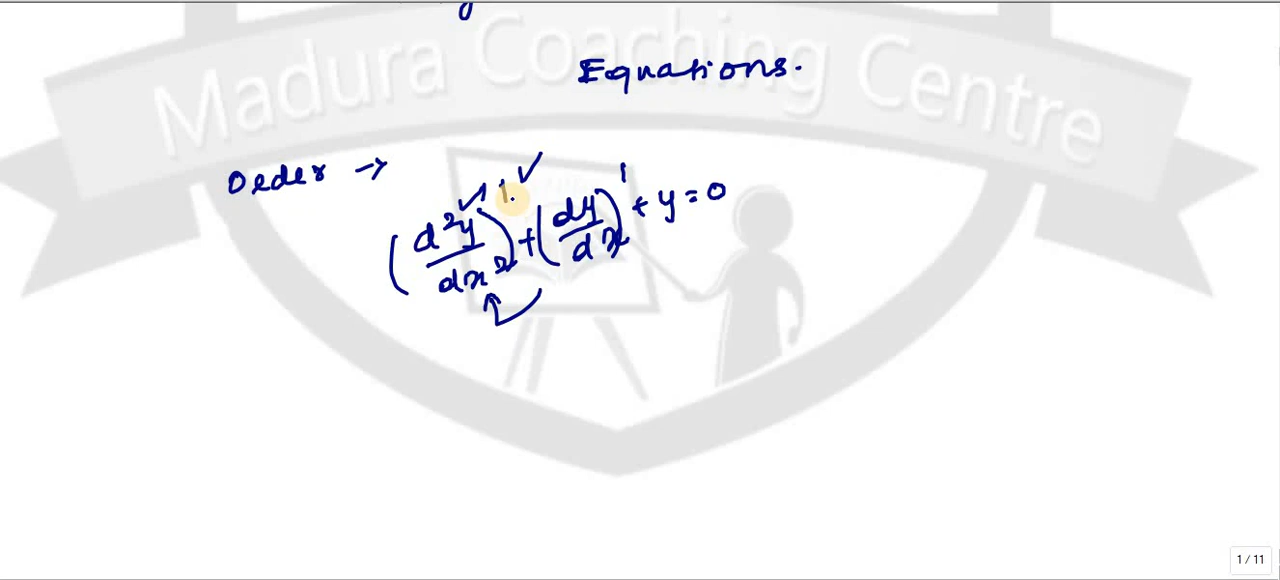 Equations.
Madura Coaching Centre
Order →
(d²y/dx²)¹ + (dy/dx)¹ + y = 0
1 / 11